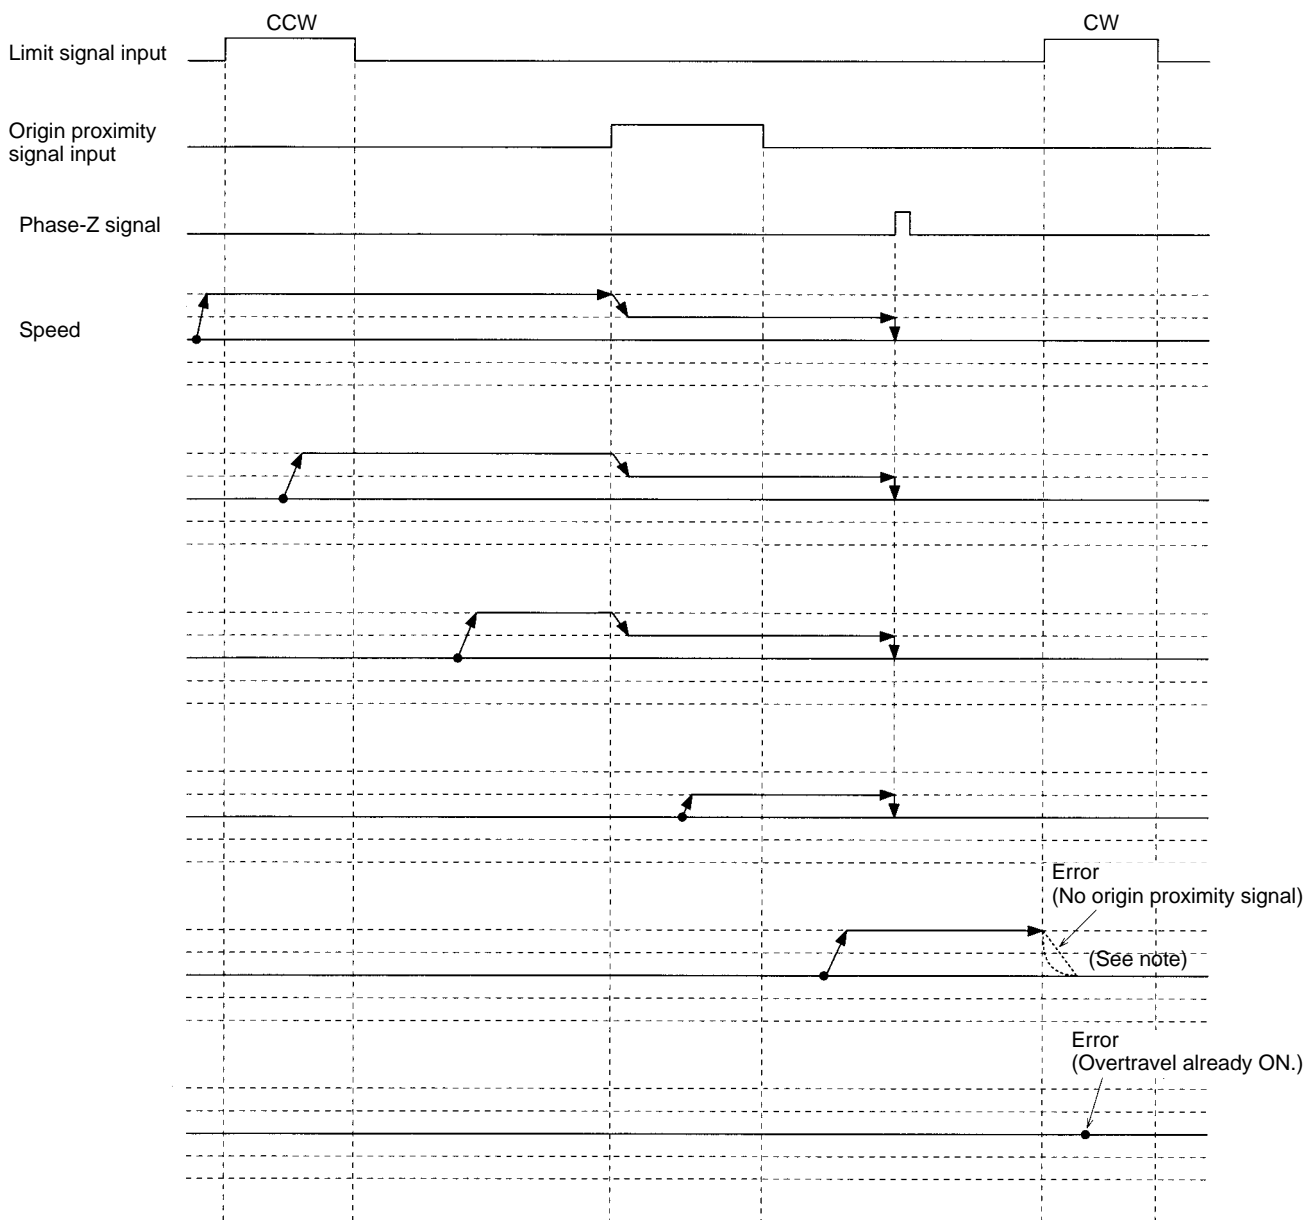 CCW
CW
Limit signal input
Origin proximity
signal input
Phase-Z signal
Speed
Error
(No origin proximity signal)
(See note)
Error
(Overtravel already ON.)